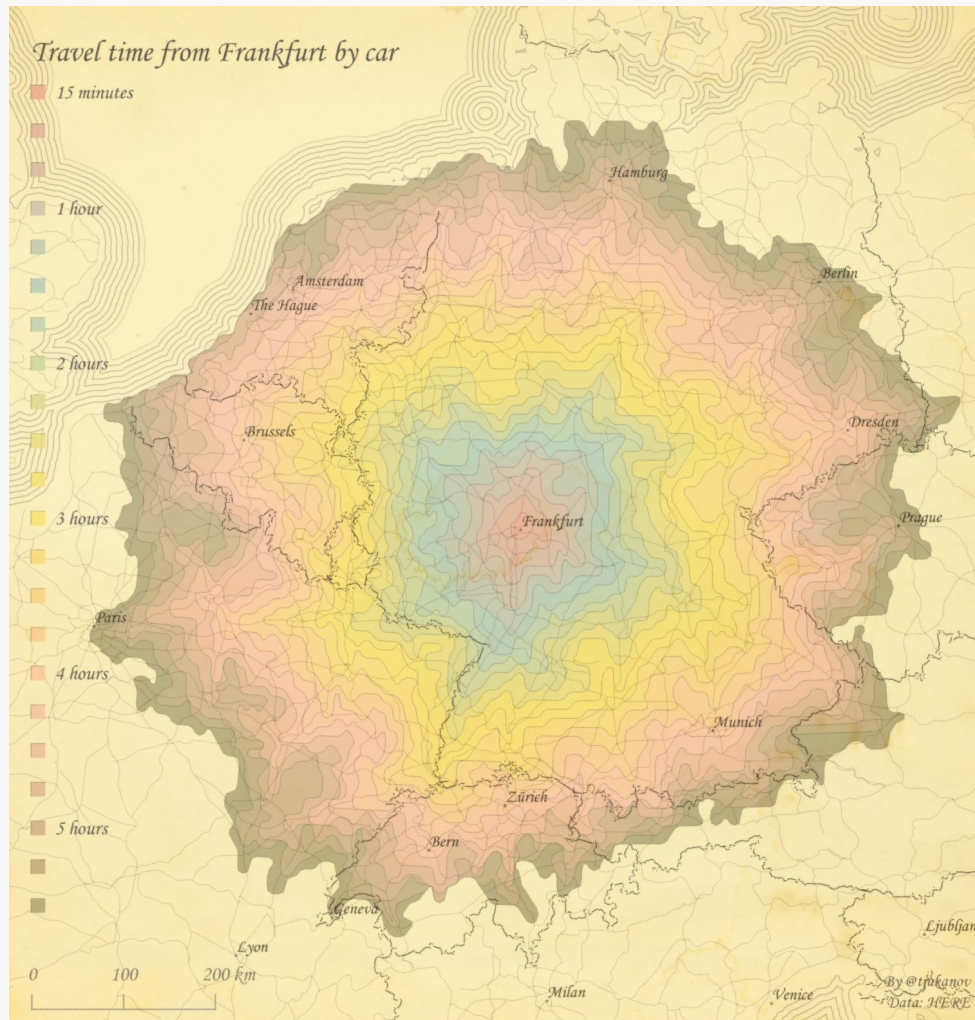 Travel time from Frankfurt by car
15 minutes
1 hour
2 hours
3 hours
4 hours
5 hours
Hamburg
Berlin
Amsterdam
The Hague
Brussels
Dresden
Frankfurt
Prague
Paris
Munich
Zürich
Bern
Geneva
Lyon
Ljubljan
Milan
Venice
0 100 200 km
By @tjukanov
Data: HERE